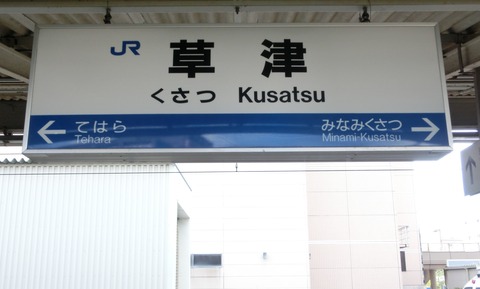 JR 草津
くさつ Kusatsu
← てはら みなみくさつ →
Tehara Minami-Kusatsu
↑